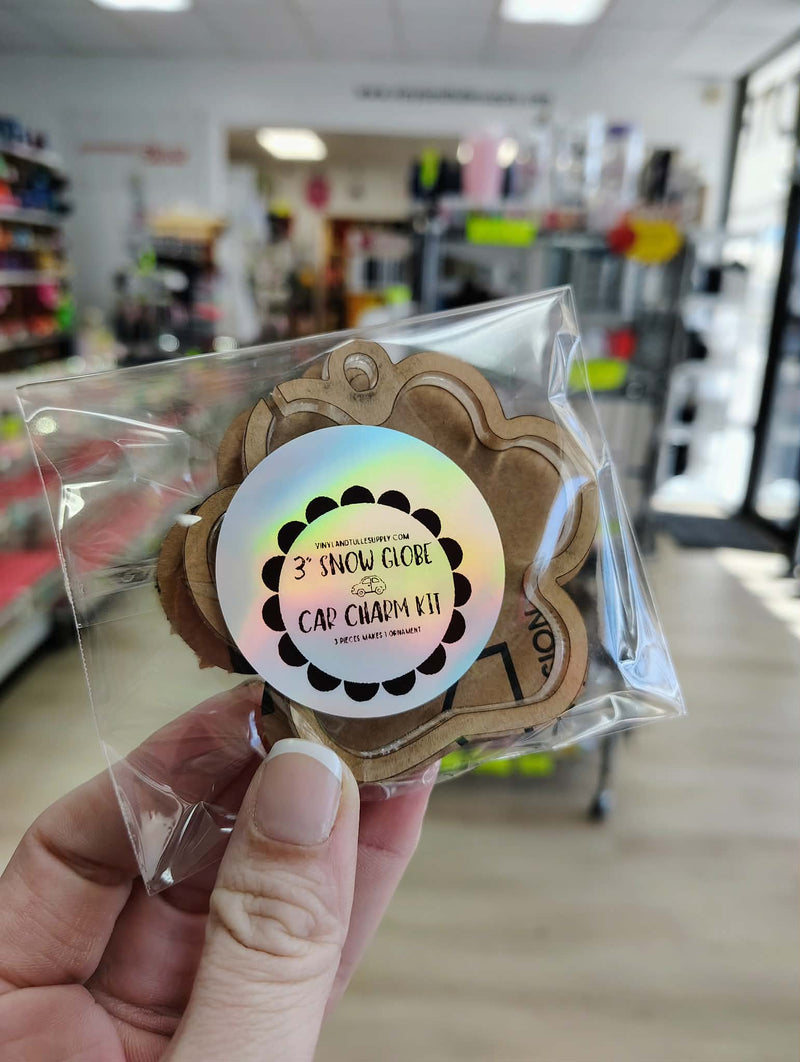 VINYLANDTULLESUPPLY.COM
3" SNOW GLOBE
CAR CHARM KIT
3 PIECES MAKES 1 ORNAMENT